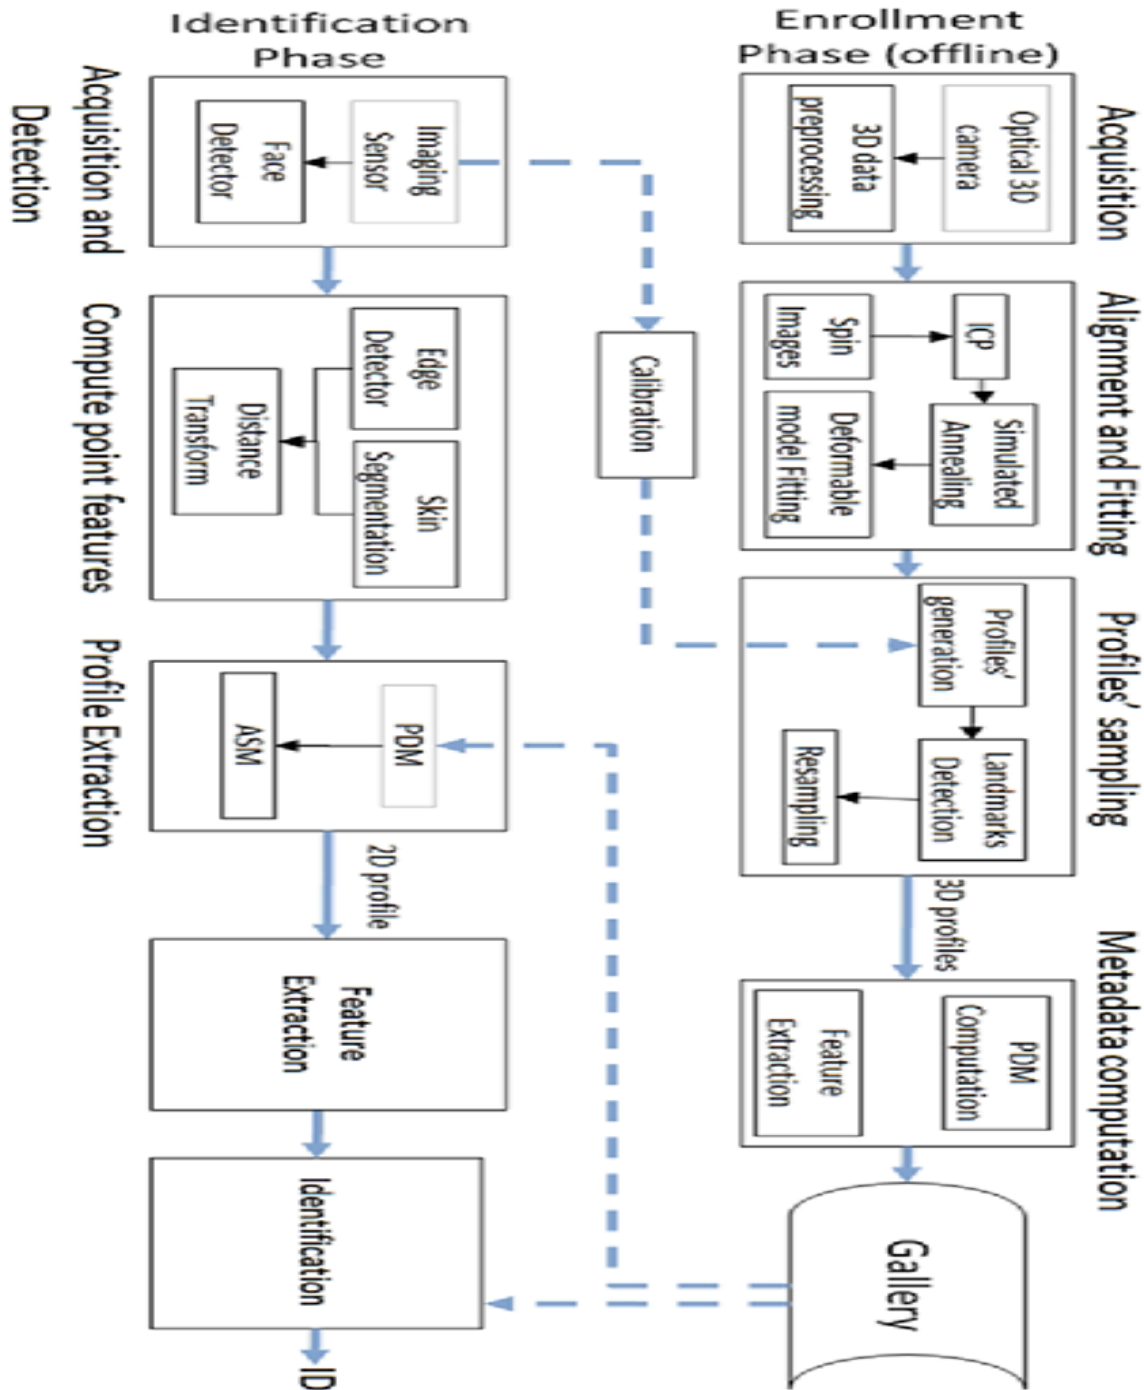 Enrollment
Phase (offline)
Acquisition
Optical 3D
camera
3D data
preprocessing
Alignment and Fitting
ICP
Simulated
Annealing
Spin
Images
Deformable
model Fitting
Profiles' sampling
Profiles'
generation
Landmarks
Detection
Resampling
3D profiles
Metadata computation
PDM
Computation
Feature
Extraction
Gallery
Calibration
Identification
Phase
Acquisition and
Detection
Imaging
Sensor
Face
Detector
Compute point features
Edge
Detector
Skin
Segmentation
Distance
Transform
Profile Extraction
PDM
ASM
2D profile
Feature
Extraction
Identification
ID